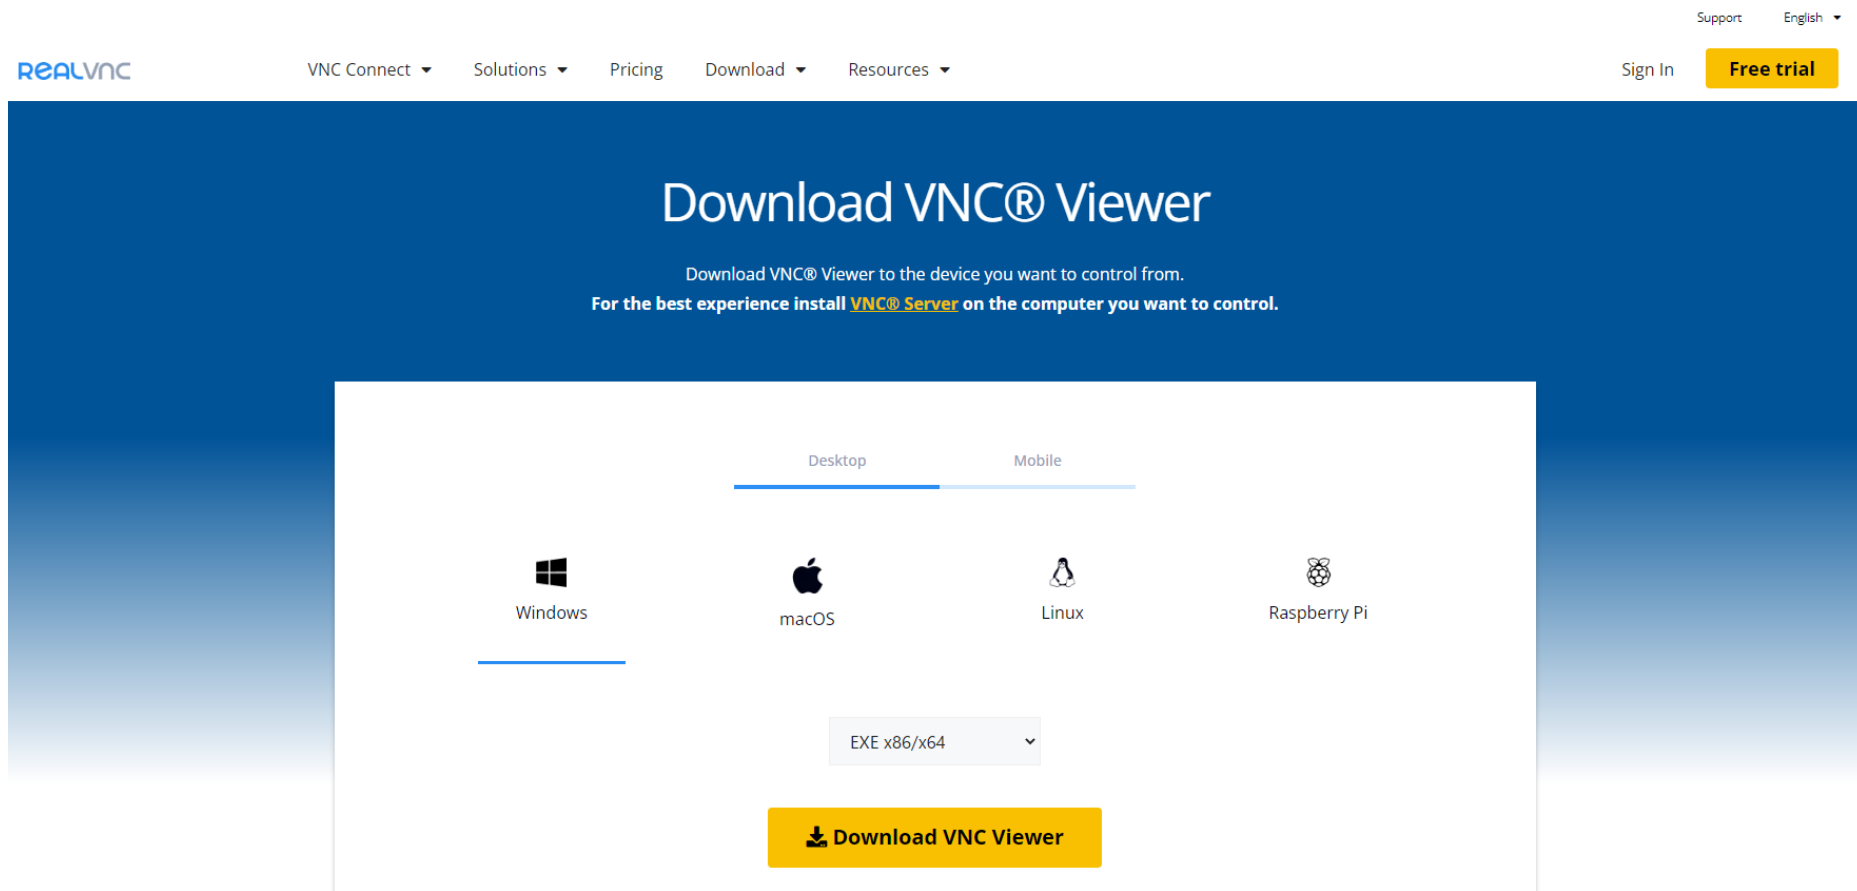 Support English
REALVNC VNC Connect Solutions Pricing Download Resources Sign In Free trial
Download VNC® Viewer
Download VNC® Viewer to the device you want to control from.
For the best experience install VNC® Server on the computer you want to control.
Desktop Mobile
Windows macOS Linux Raspberry Pi
EXE x86/x64
Download VNC Viewer